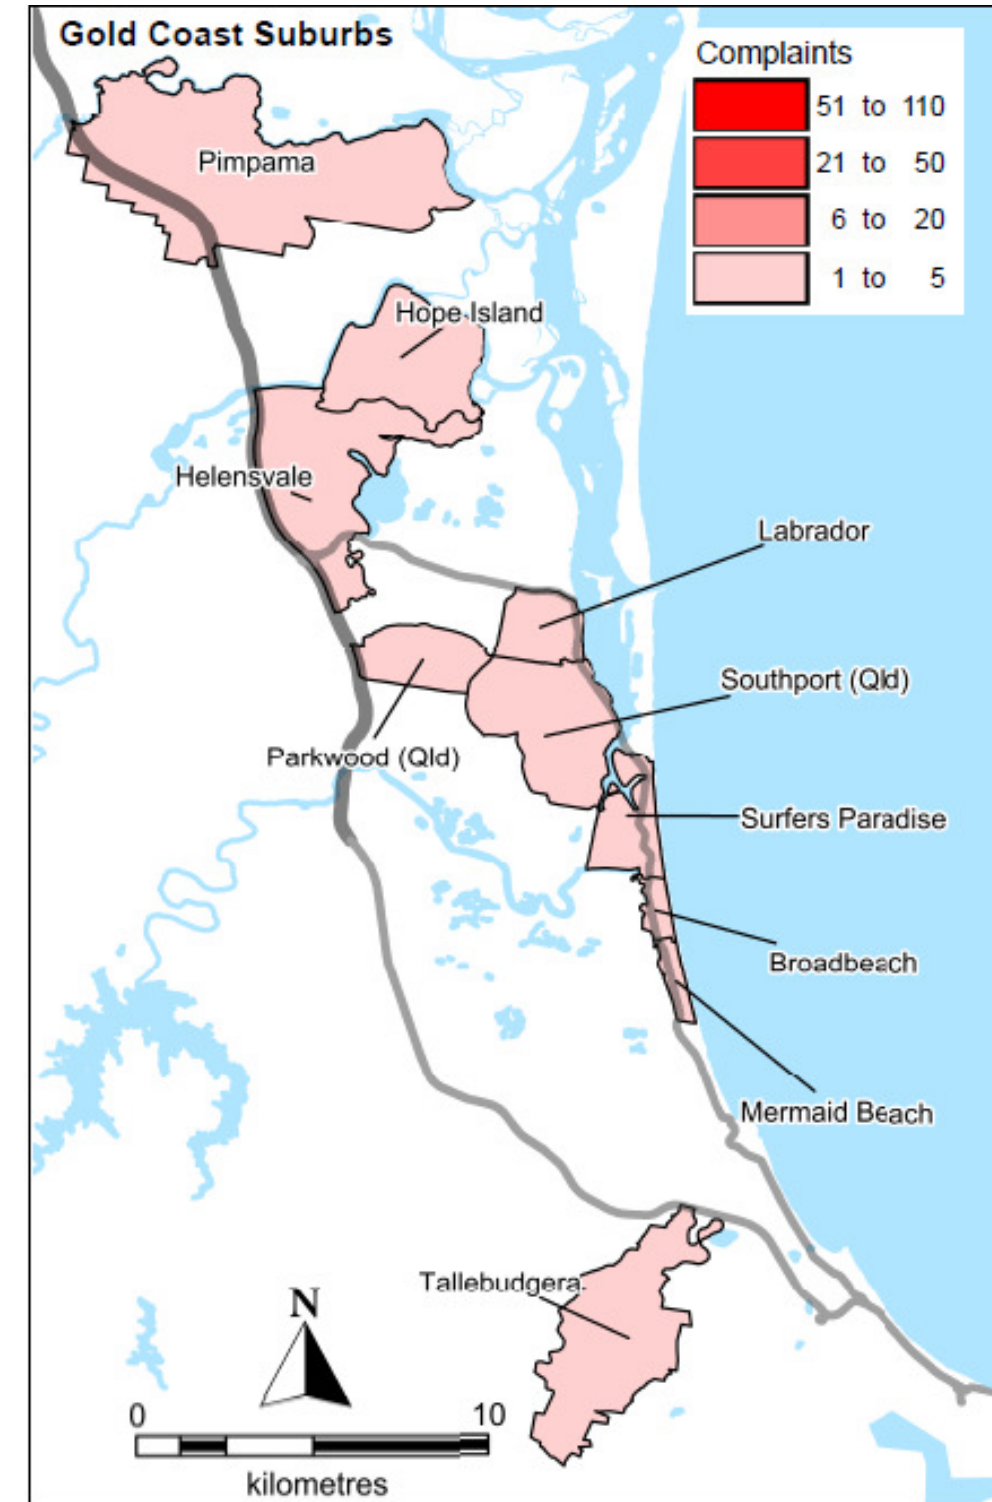 Gold Coast Suburbs
Complaints
51 to 110
21 to 50
6 to 20
1 to 5
Pimpama
Hope Island
Helensvale
Labrador
Southport (Qld)
Parkwood (Qld)
Surfers Paradise
Broadbeach
Mermaid Beach
Tallebudgera
N
0 10
kilometres